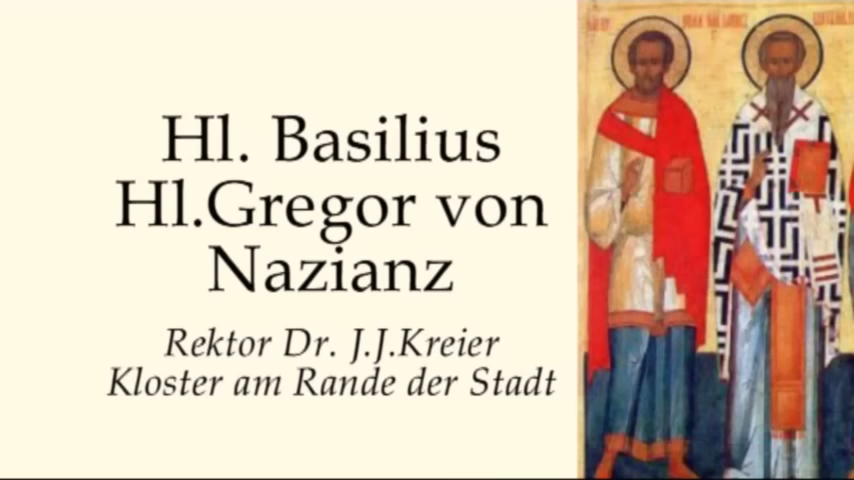 Hl. Basilius
Hl.Gregor von
Nazianz
Rektor Dr. J.J.Kreier
Kloster am Rande der Stadt